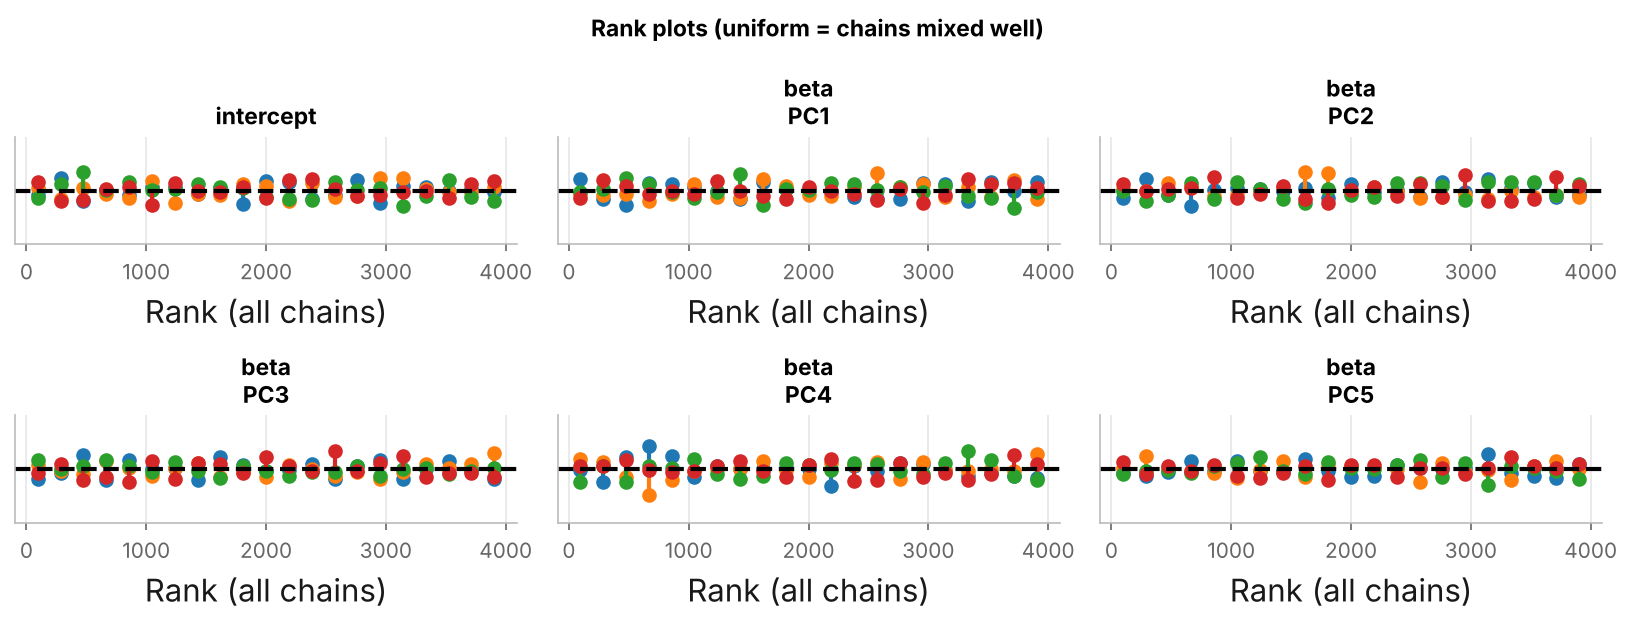 Rank plots (uniform = chains mixed well)
intercept
beta
PC1
beta
PC2
0 1000 2000 3000 4000
0 1000 2000 3000 4000
0 1000 2000 3000 4000
Rank (all chains)
Rank (all chains)
Rank (all chains)
beta
PC3
beta
PC4
beta
PC5
0 1000 2000 3000 4000
0 1000 2000 3000 4000
0 1000 2000 3000 4000
Rank (all chains)
Rank (all chains)
Rank (all chains)